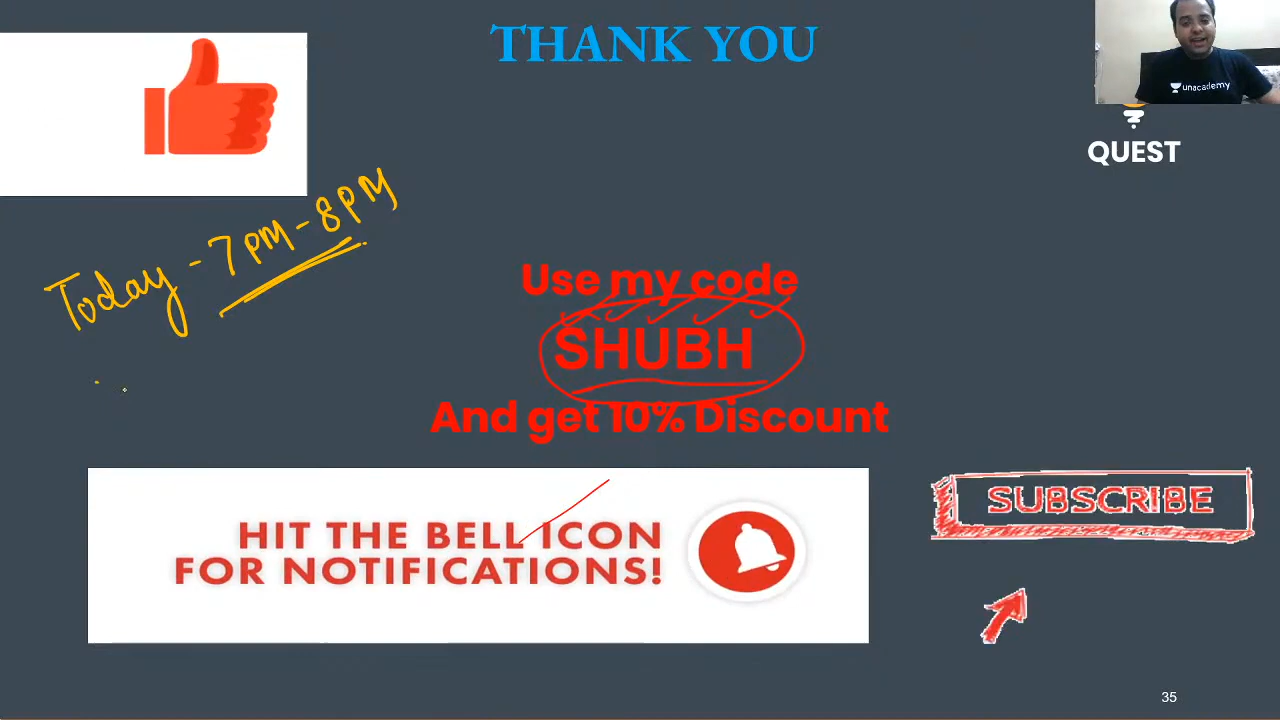 THANK YOU
unacademy
QUEST
Today - 7PM - 8PM
Use my code
SHUBH
And get 10% Discount
HIT THE BELL ICON
FOR NOTIFICATIONS!
SUBSCRIBE
35